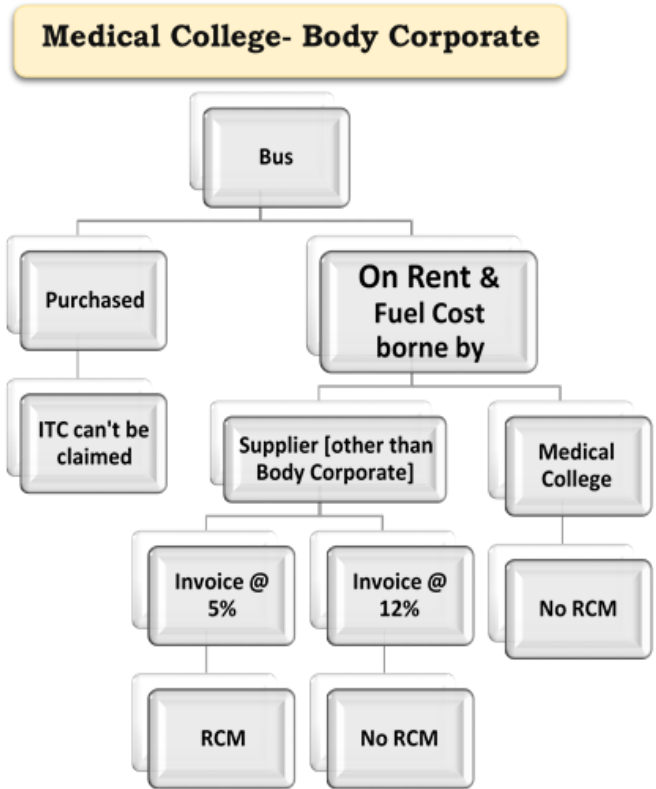 Medical College- Body Corporate
Bus
Purchased
On Rent &
Fuel Cost
borne by
ITC can't be
claimed
Supplier [other than
Body Corporate]
Medical
College
Invoice @
5%
Invoice @
12%
No RCM
RCM
No RCM